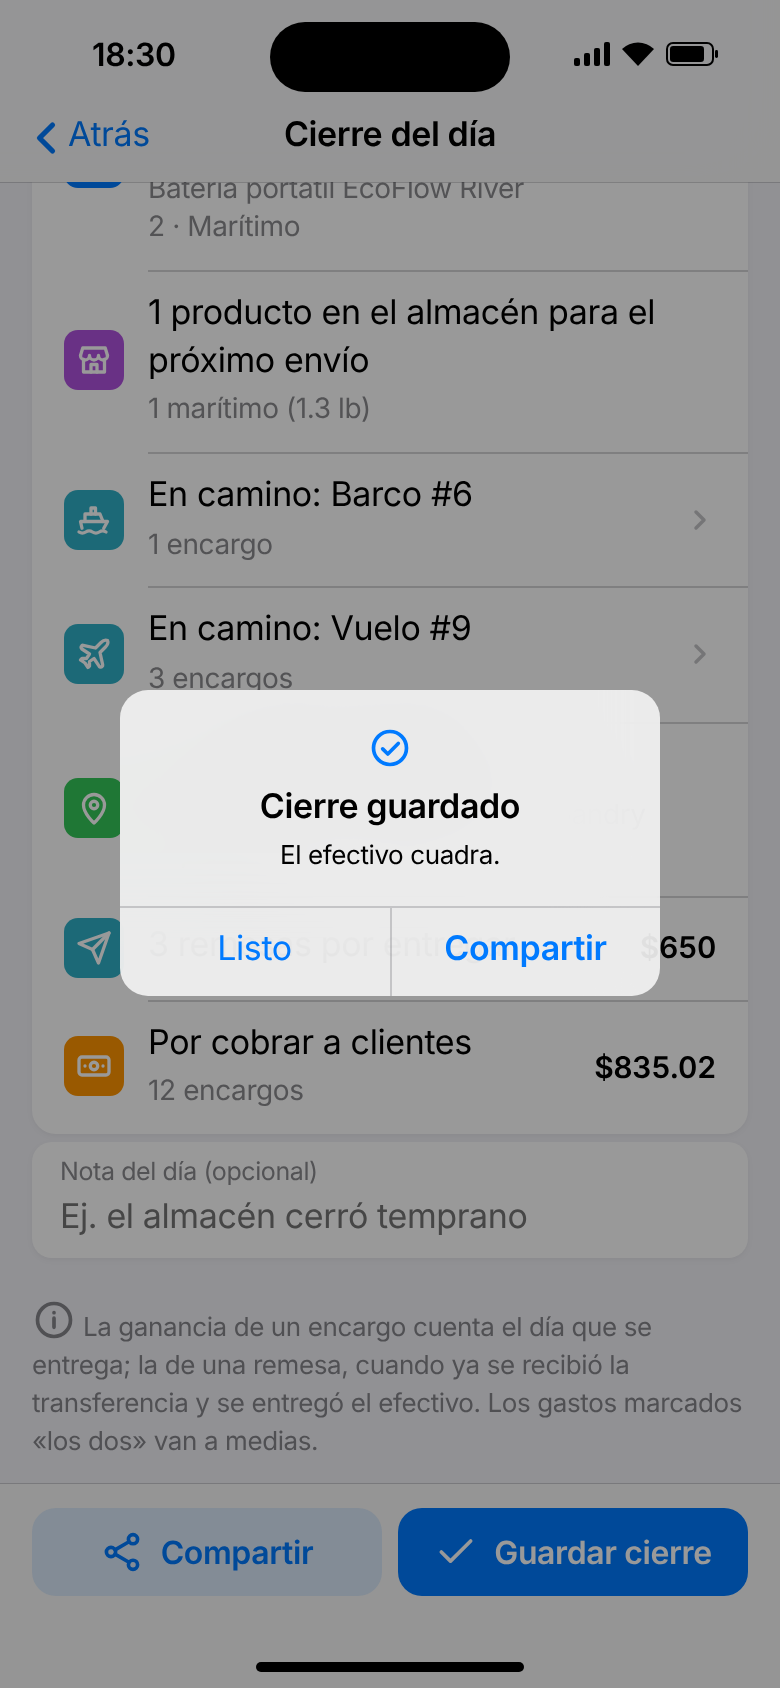 18:30
Atrás
Cierre del día
Batería portátil EcoFlow River
2 · Marítimo
1 producto en el almacén para el
próximo envío
1 marítimo (1.3 lb)
En camino: Barco #6
1 encargo
En camino: Vuelo #9
3 encargos
Cierre guardado
El efectivo cuadra.
Listo
Compartir
$650
Por cobrar a clientes
$835.02
12 encargos
Nota del día (opcional)
Ej. el almacén cerró temprano
La ganancia de un encargo cuenta el día que se
entrega; la de una remesa, cuando ya se recibió la
transferencia y se entregó el efectivo. Los gastos marcados
«los dos» van a medias.
Compartir
Guardar cierre